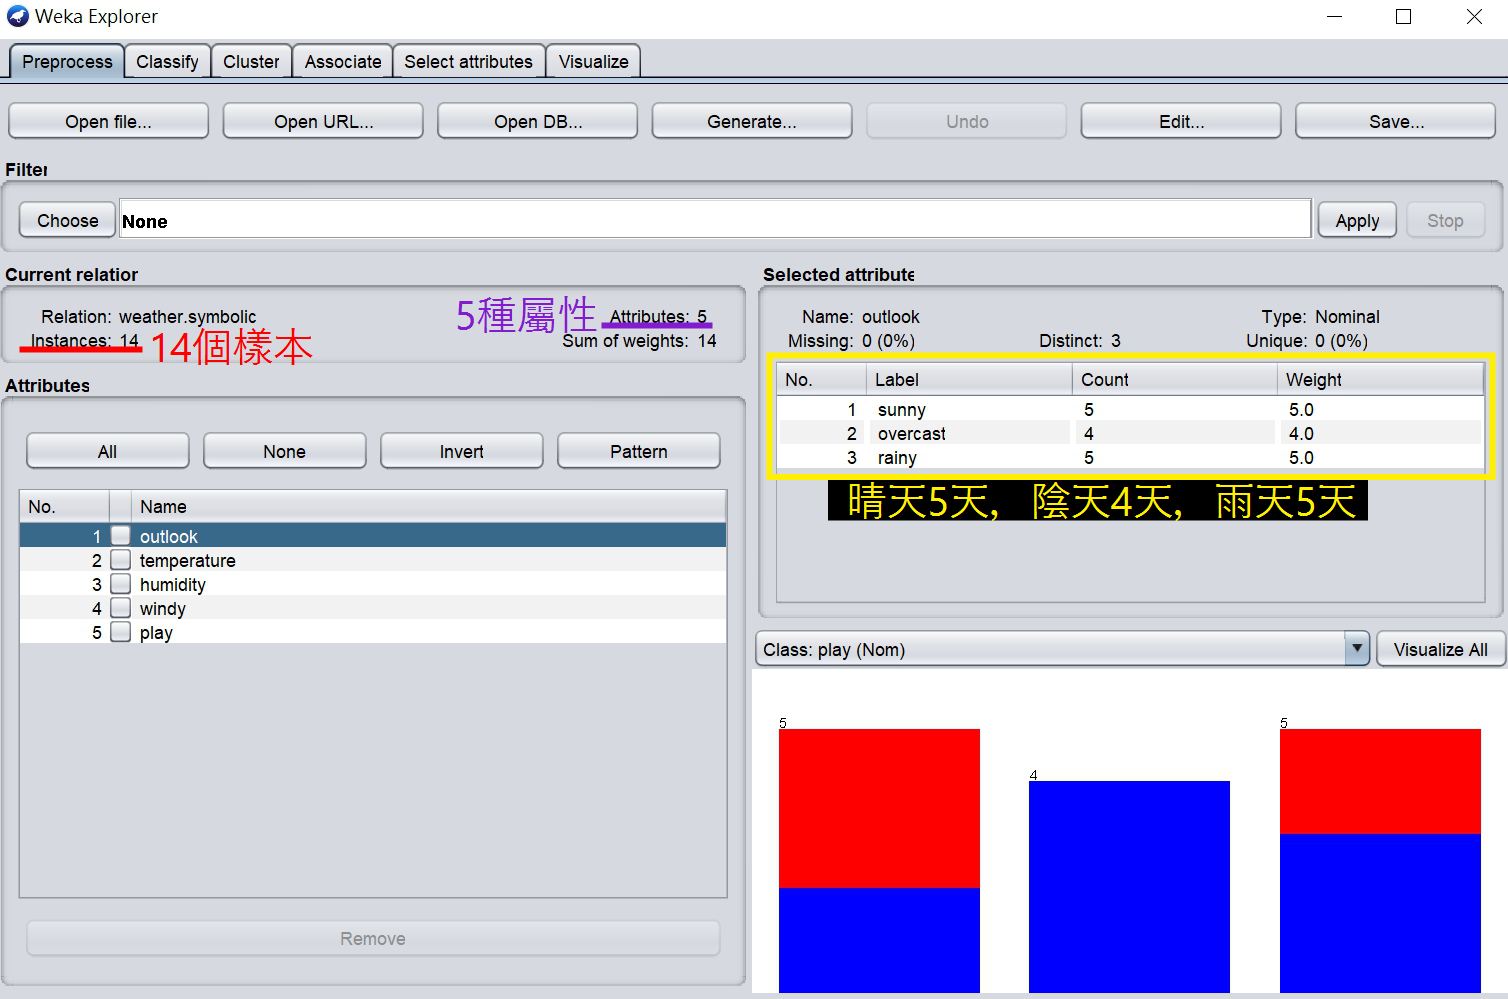 Weka Explorer
Preprocess Classify Cluster Associate Select attributes Visualize
Open file... Open URL... Open DB... Generate... Undo Edit... Save...
Filter
Choose None Apply Stop
Current relation
Relation: weather.symbolic
5種屬性 Attributes: 5
Instances: 14 14個樣本
Sum of weights: 14
Attributes
All None Invert Pattern
No. Name
1 outlook
2 temperature
3 humidity
4 windy
5 play
Remove
Selected attribute
Name: outlook Type: Nominal
Missing: 0 (0%) Distinct: 3 Unique: 0 (0%)
No. Label Count Weight
1 sunny 5 5.0
2 overcast 4 4.0
3 rainy 5 5.0
晴天5天, 陰天4天, 雨天5天
Class: play (Nom) Visualize All
5 4 5